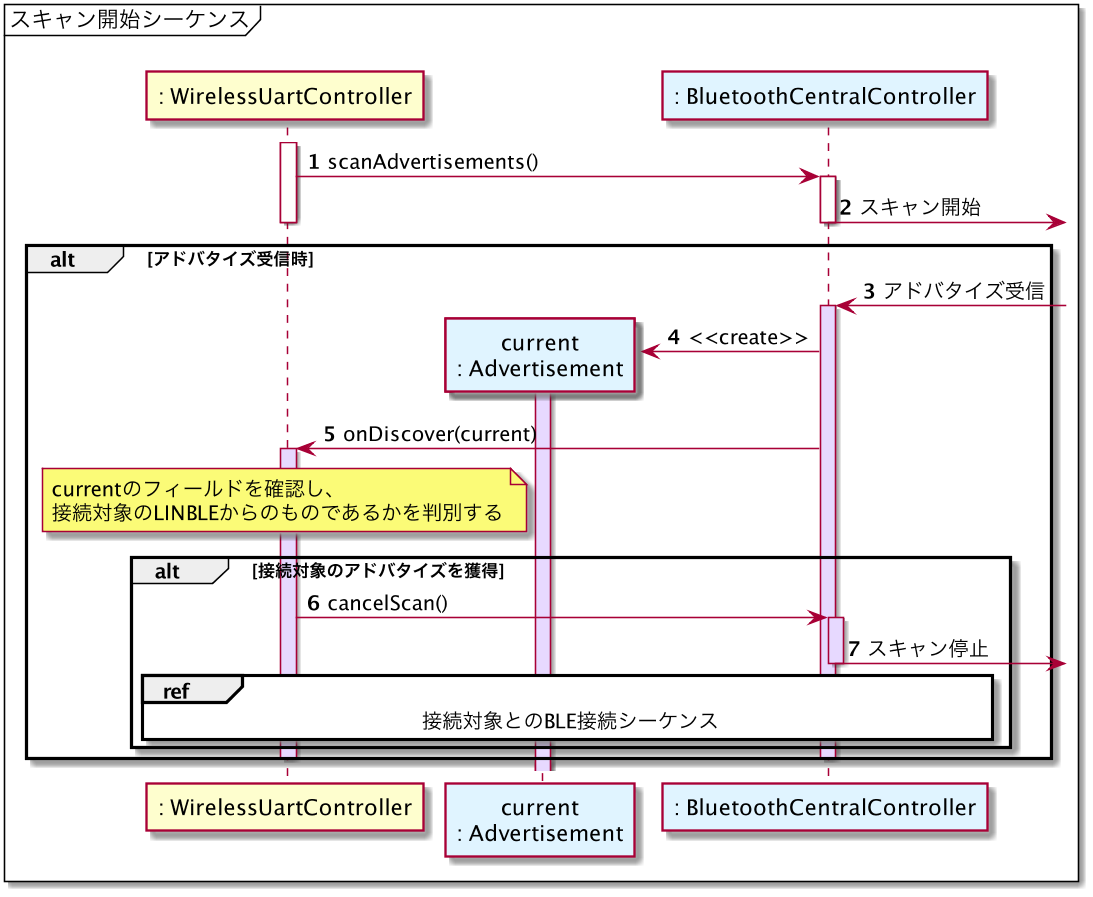 スキャン開始シーケンス
: WirelessUartController
: BluetoothCentralController
1 scanAdvertisements()
2 スキャン開始
alt [アドバタイズ受信時]
3 アドバタイズ受信
4 <<create>>
current
: Advertisement
5 onDiscover(current)
currentのフィールドを確認し、
接続対象のLINBLEからのものであるかを判別する
alt [接続対象のアドバタイズを獲得]
6 cancelScan()
7 スキャン停止
ref
接続対象とのBLE接続シーケンス
: WirelessUartController
current
: Advertisement
: BluetoothCentralController